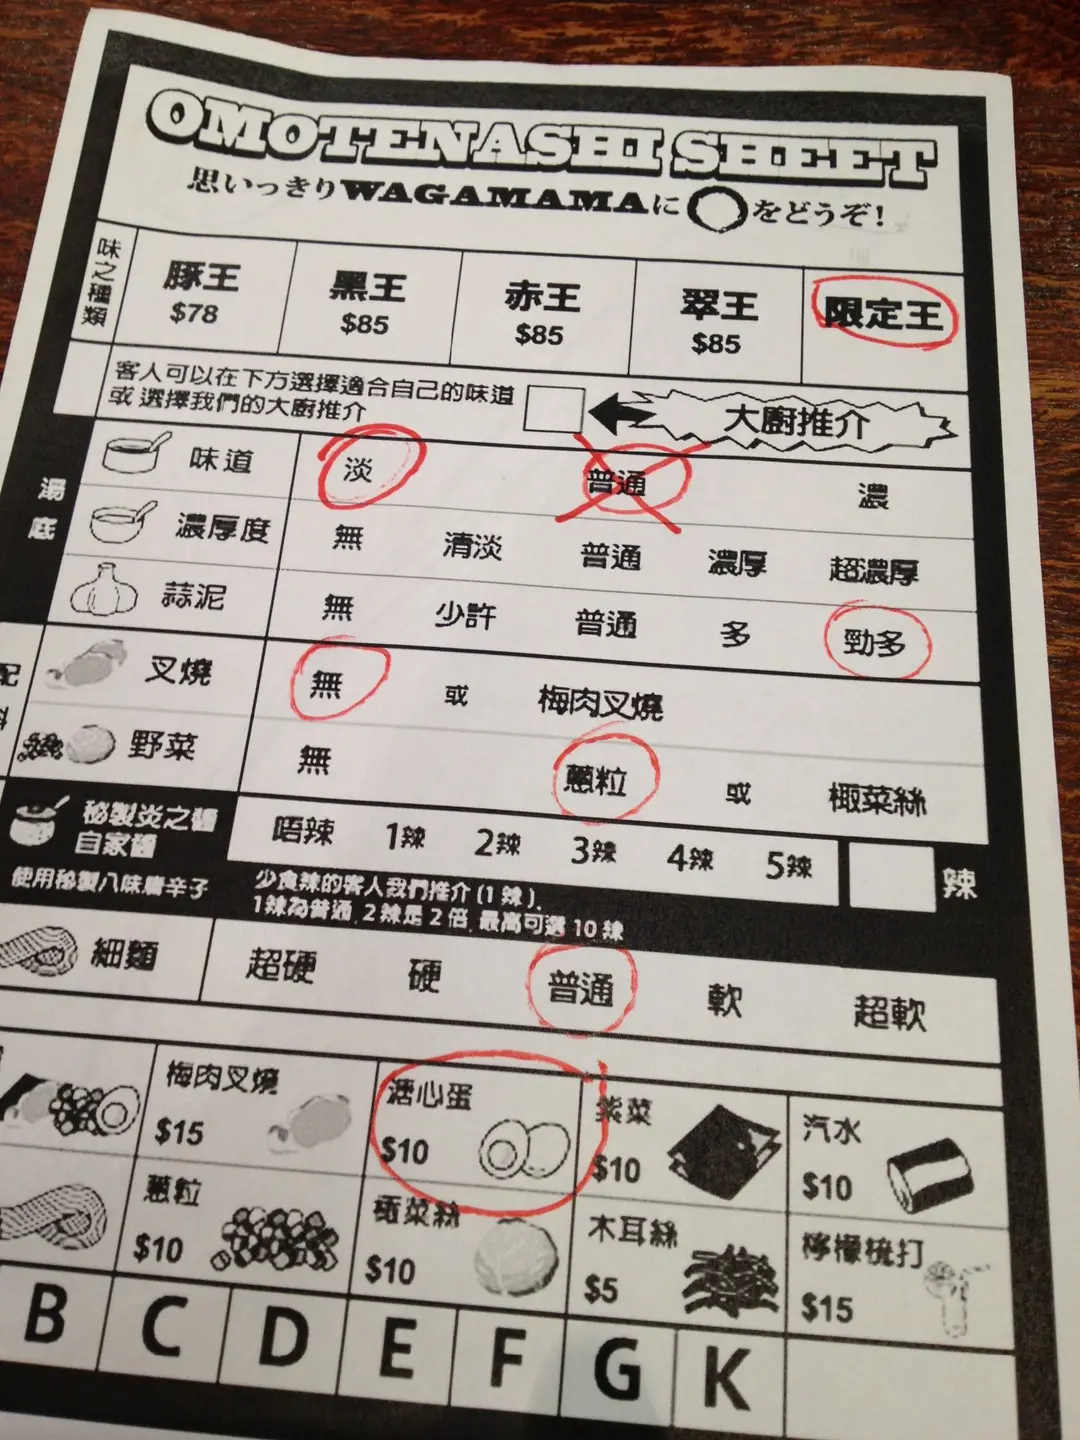 OMOTENASHI SHEET
思いっきりWAGAMAMAに○をどうぞ!
味之種類 豚王 黑王 赤王 翠王 限定王
$78 $85 $85 $85
客人可以在下方選擇適合自己的味道
或 選擇我們的大廚推介 大廚推介
湯底
味道 淡 普通 濃
濃厚度 無 清淡 普通 濃厚 超濃厚
蒜泥 無 少許 普通 多 勁多
配
叉燒 無 或 梅肉叉燒
野菜 無 蔥粒 或 椰菜絲
秘製炎之醬
自家醬
唔辣 1辣 2辣 3辣 4辣 5辣 辣
使用秘製八味唐辛子
少食辣的客人我們推介 (1 辣).
1辣為普通, 2辣是2倍, 最高可選 10 辣
細麵 超硬 硬 普通 軟 超軟
梅肉叉燒 溏心蛋 紫菜 汽水
$15 $10 $10 $10
蔥粒 椰菜絲 木耳絲 檸檬梳打
$10 $10 $5 $15
B C D E F G K